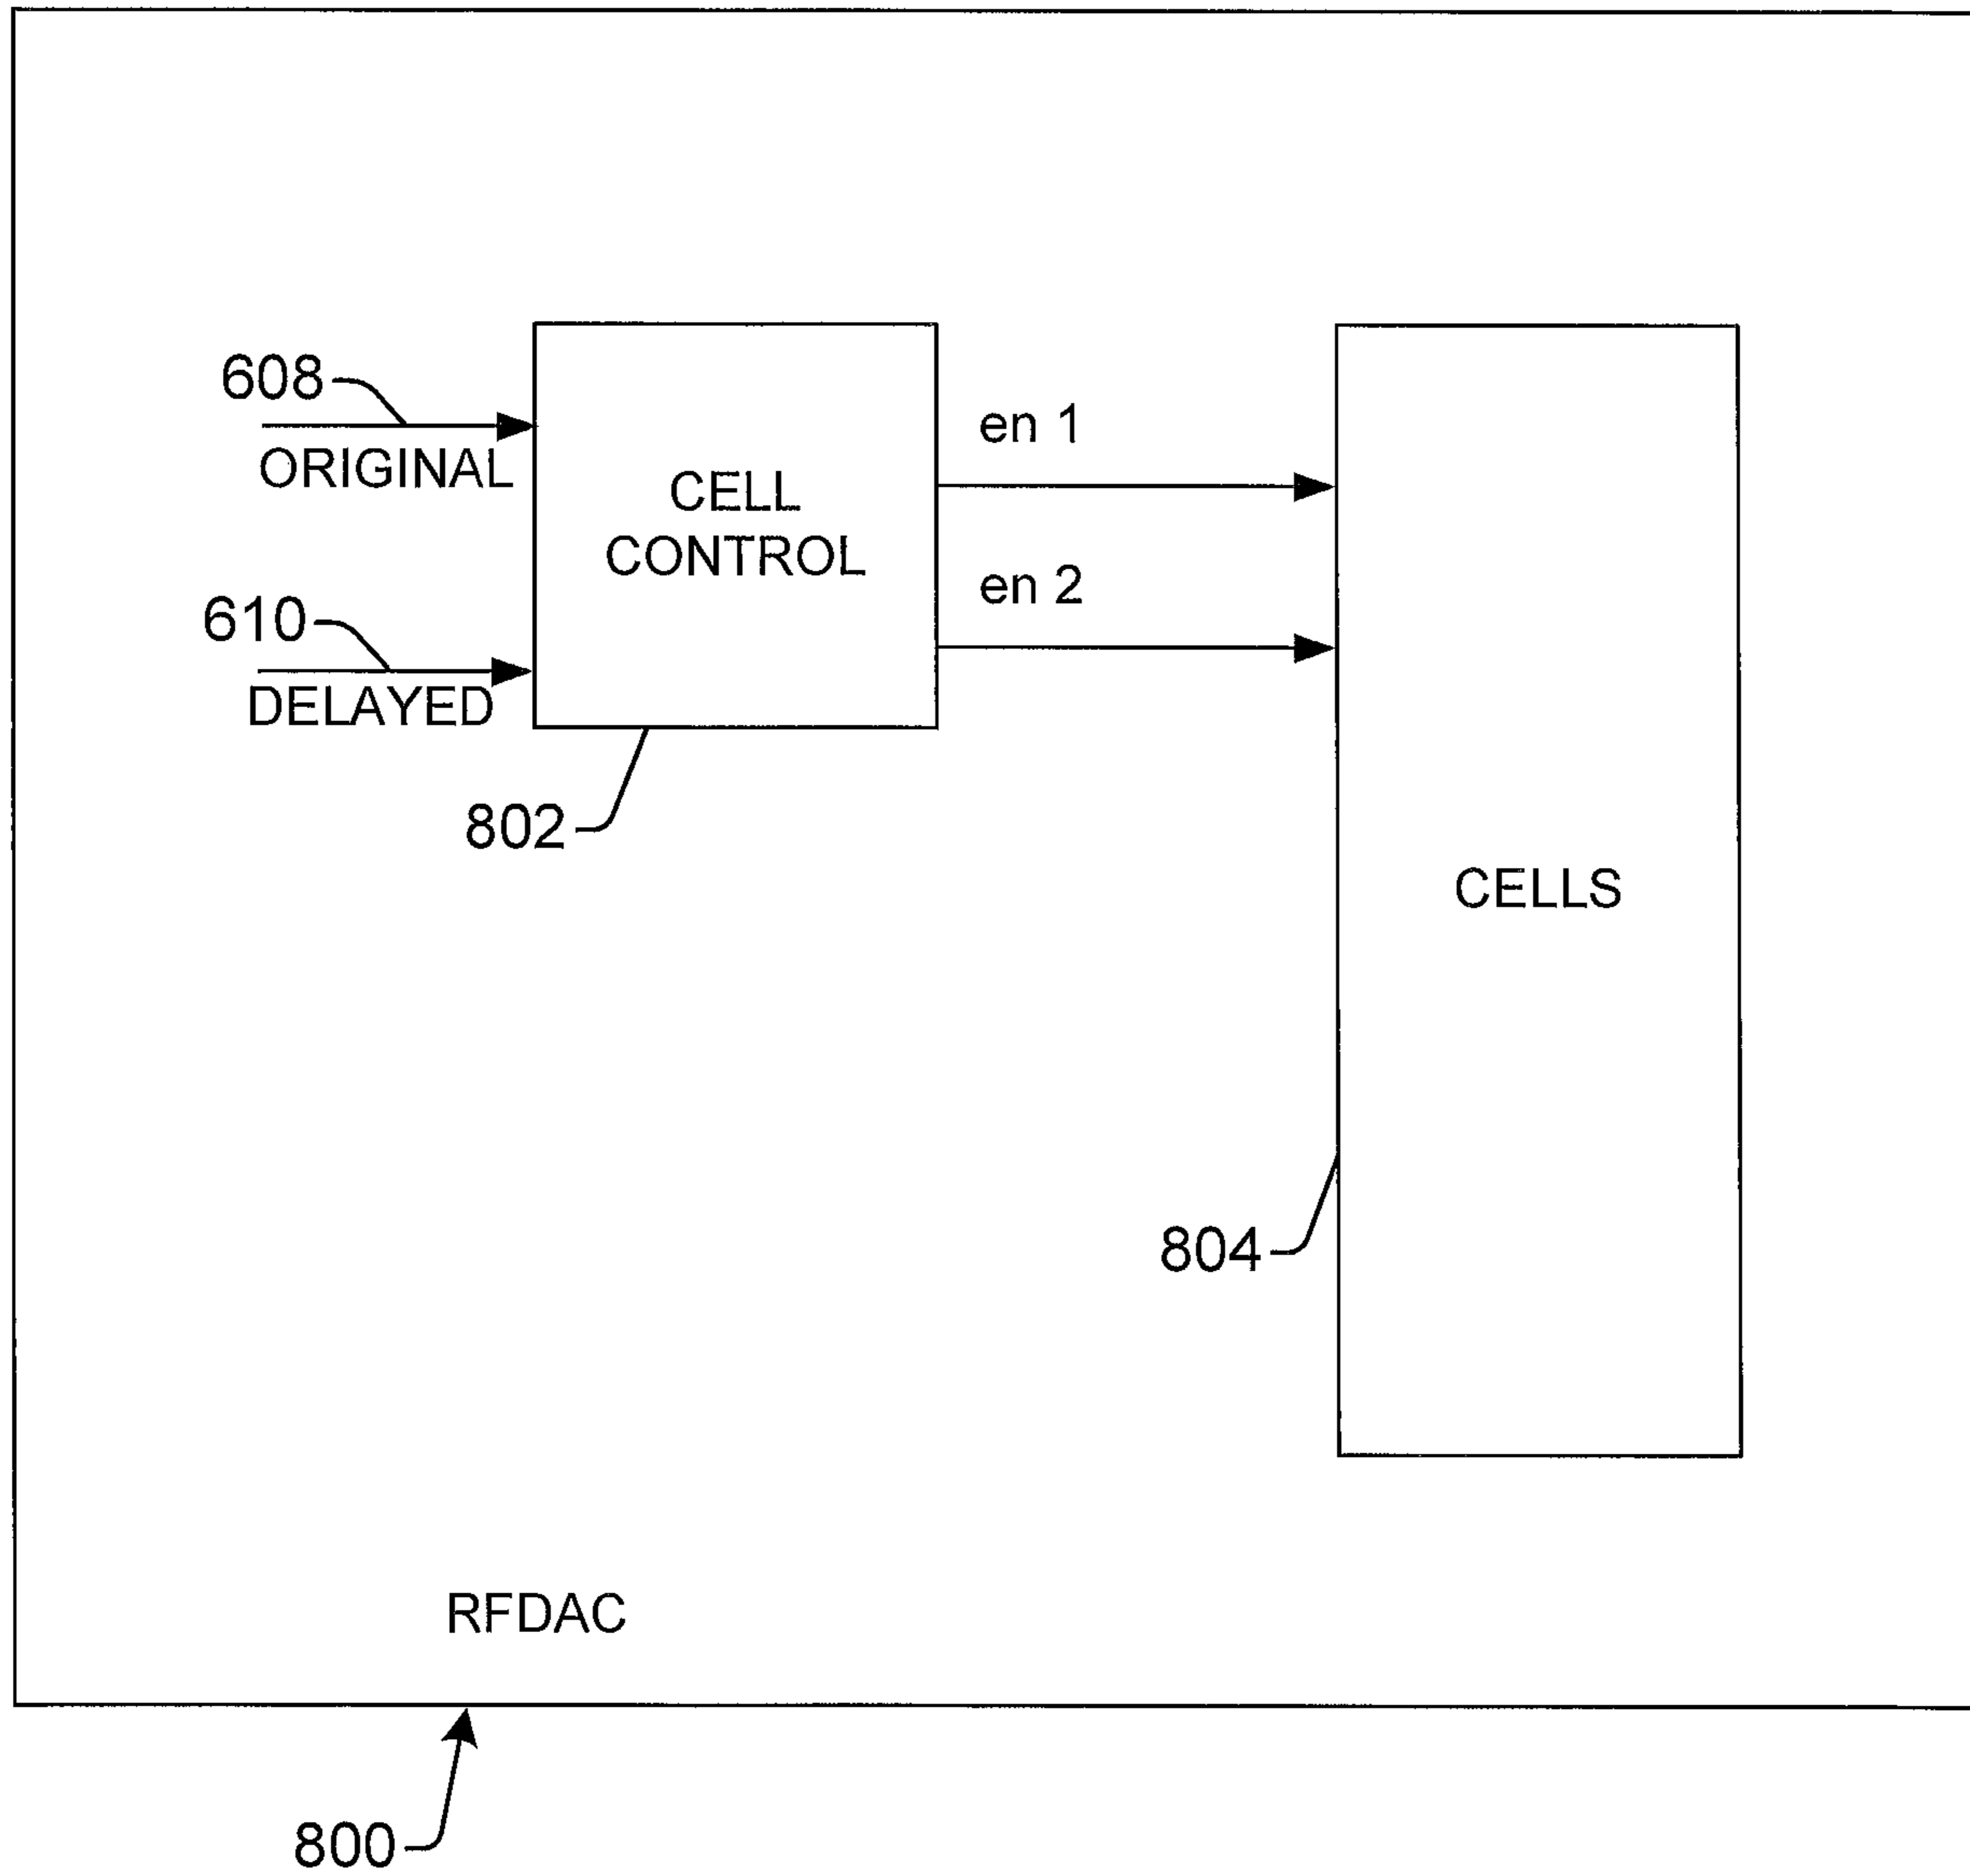 608
ORIGINAL
en 1
CELL
CONTROL
en 2
610
DELAYED
802
CELLS
804
RFDAC
800